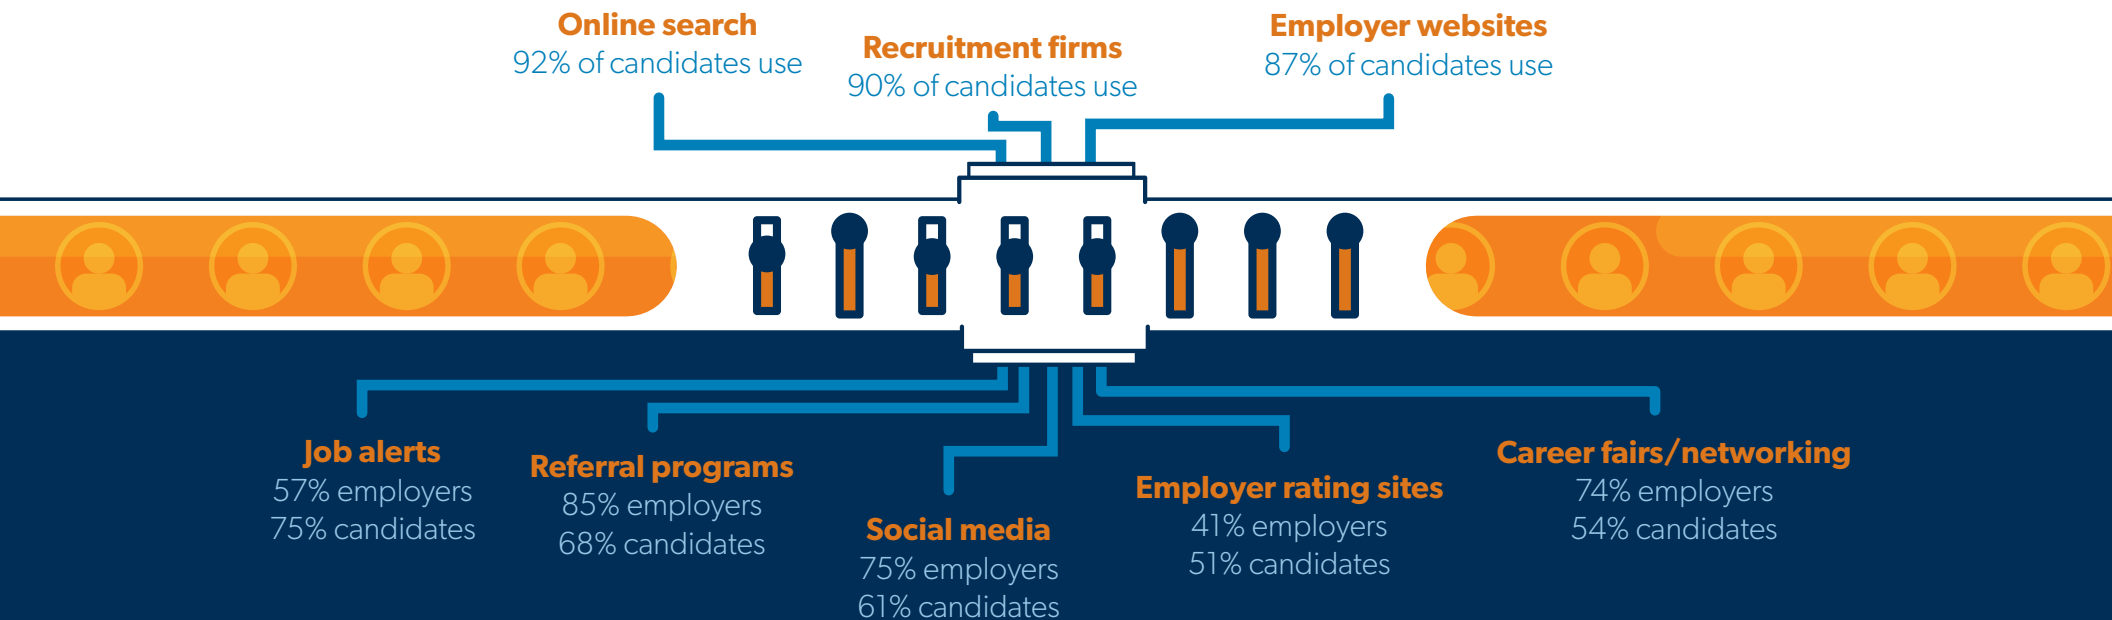 Online search
92% of candidates use
Recruitment firms
90% of candidates use
Employer websites
87% of candidates use
Job alerts
57% employers
75% candidates
Referral programs
85% employers
68% candidates
Social media
75% employers
61% candidates
Employer rating sites
41% employers
51% candidates
Career fairs/networking
74% employers
54% candidates